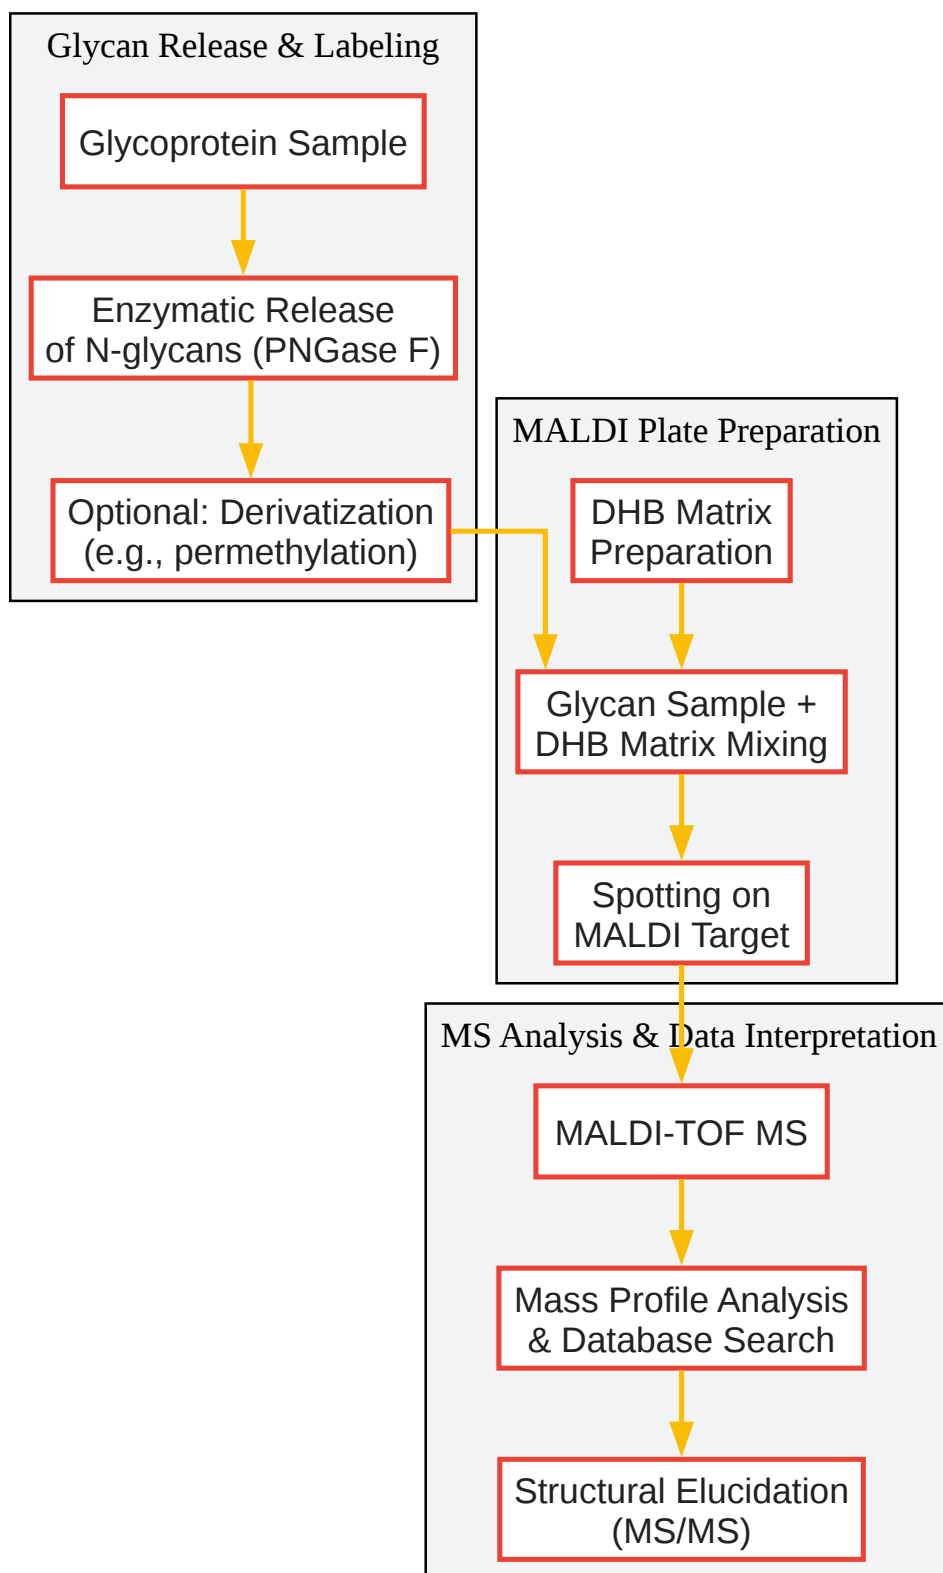 Glycan Release & Labeling
Glycoprotein Sample
Enzymatic Release
of N-glycans (PNGase F)
Optional: Derivatization
(e.g., permethylation)
MALDI Plate Preparation
DHB Matrix
Preparation
Glycan Sample +
DHB Matrix Mixing
Spotting on
MALDI Target
MS Analysis & Data Interpretation
MALDI-TOF MS
Mass Profile Analysis
& Database Search
Structural Elucidation
(MS/MS)